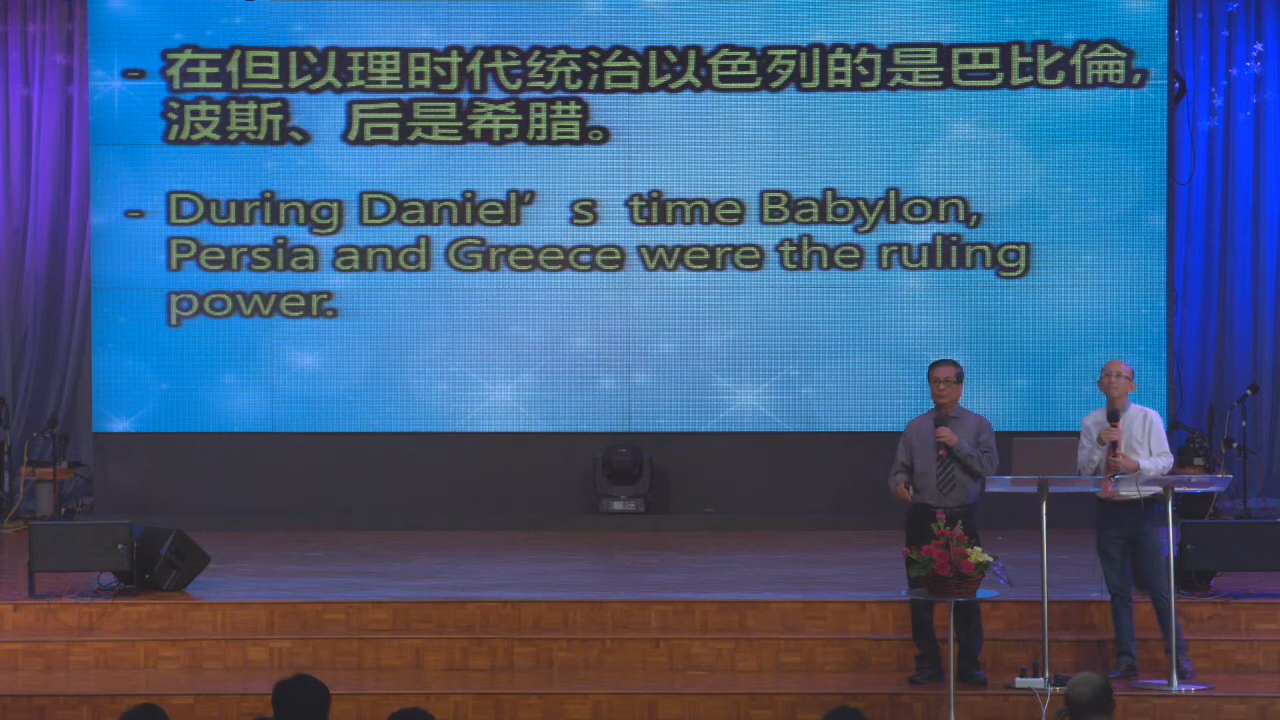 - 在但以理时代统治以色列的是巴比倫,
波斯、后是希腊。
- During Daniel’ s time Babylon,
Persia and Greece were the ruling
power.